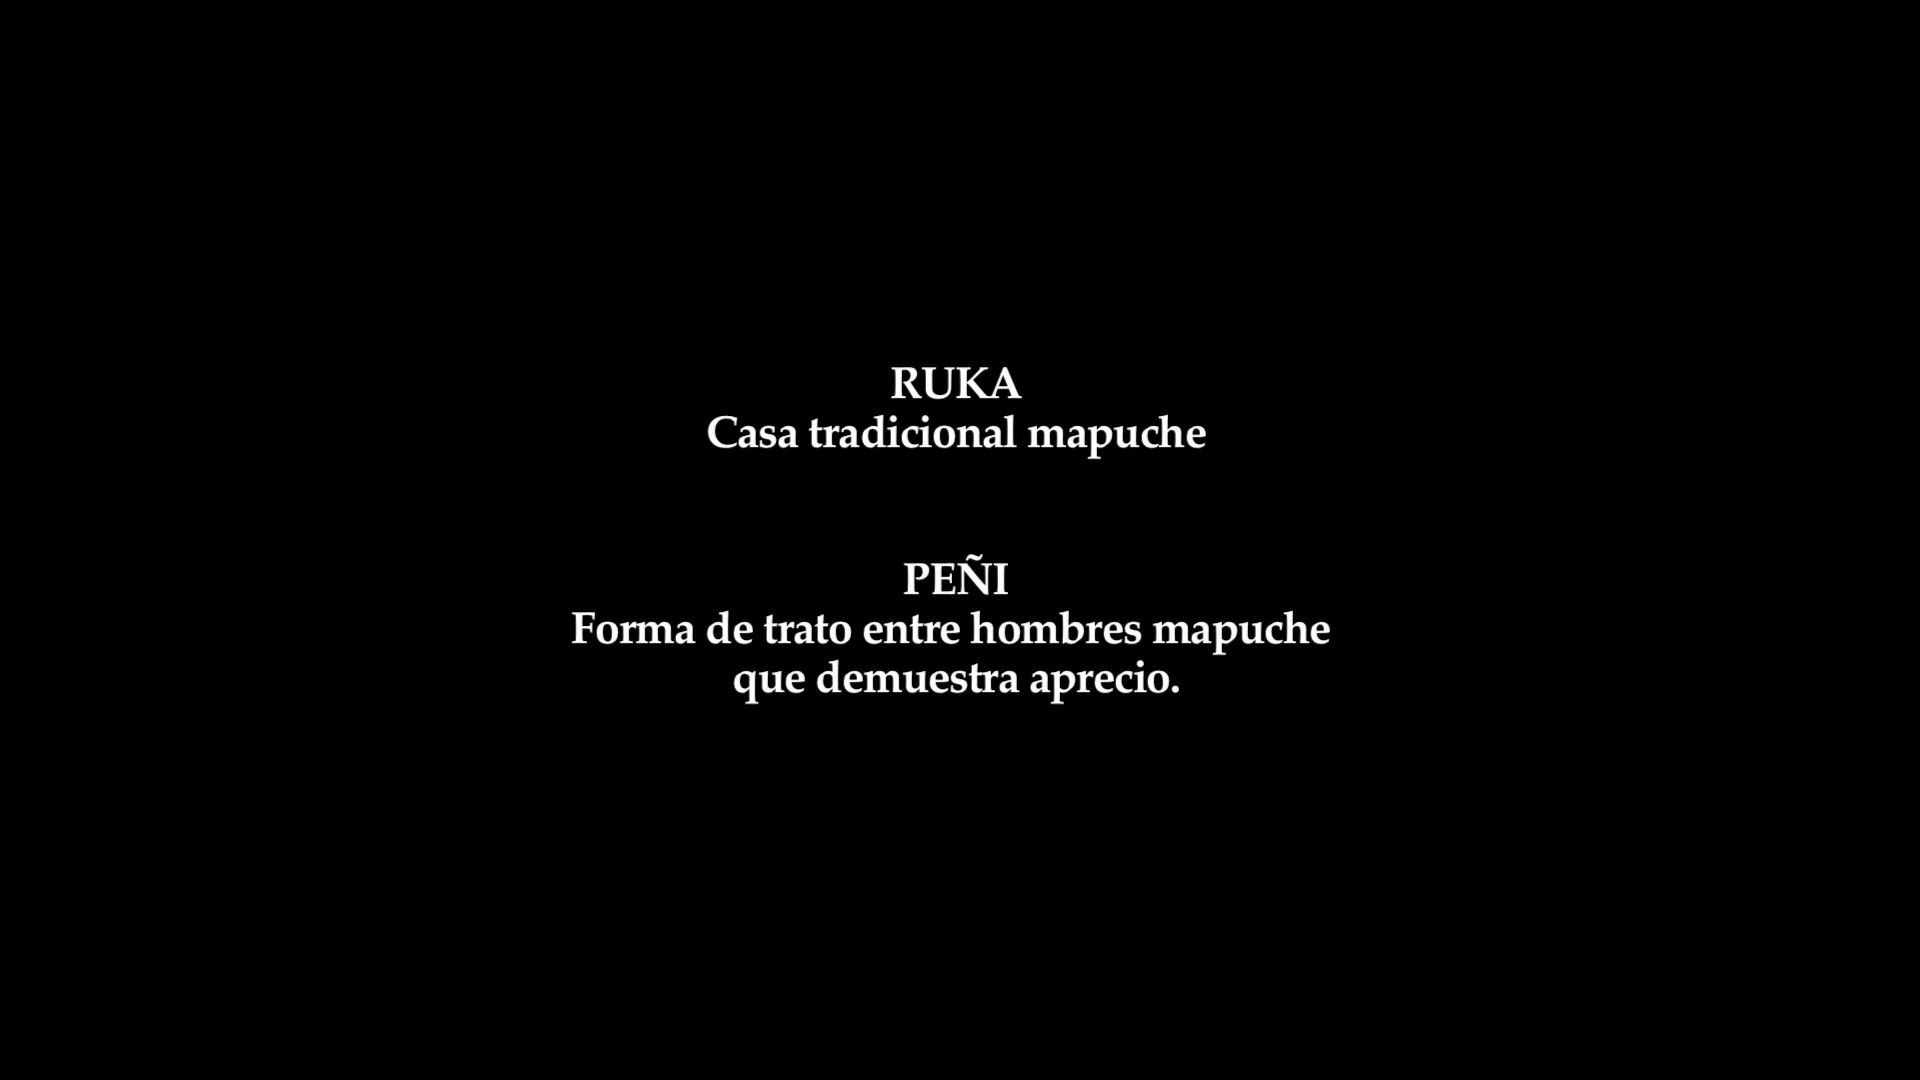 RUKA
Casa tradicional mapuche
PEÑI
Forma de trato entre hombres mapuche
que demuestra aprecio.